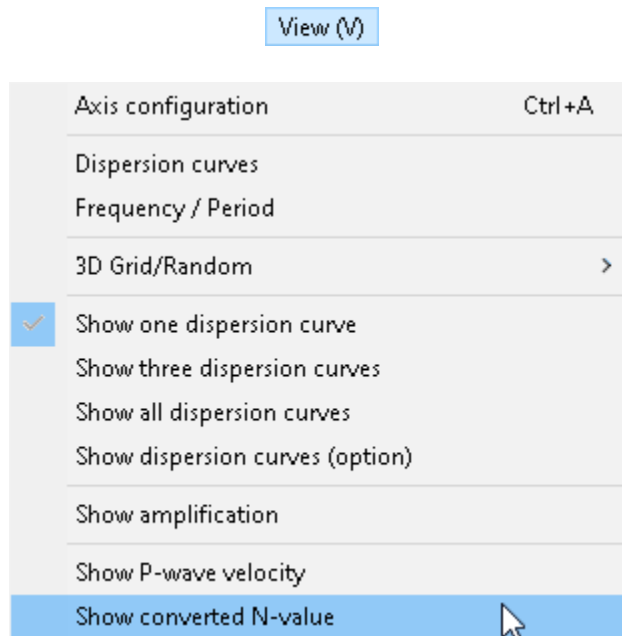 View (V)
Axis configuration Ctrl+A
Dispersion curves
Frequency / Period
3D Grid/Random
Show one dispersion curve
Show three dispersion curves
Show all dispersion curves
Show dispersion curves (option)
Show amplification
Show P-wave velocity
Show converted N-value